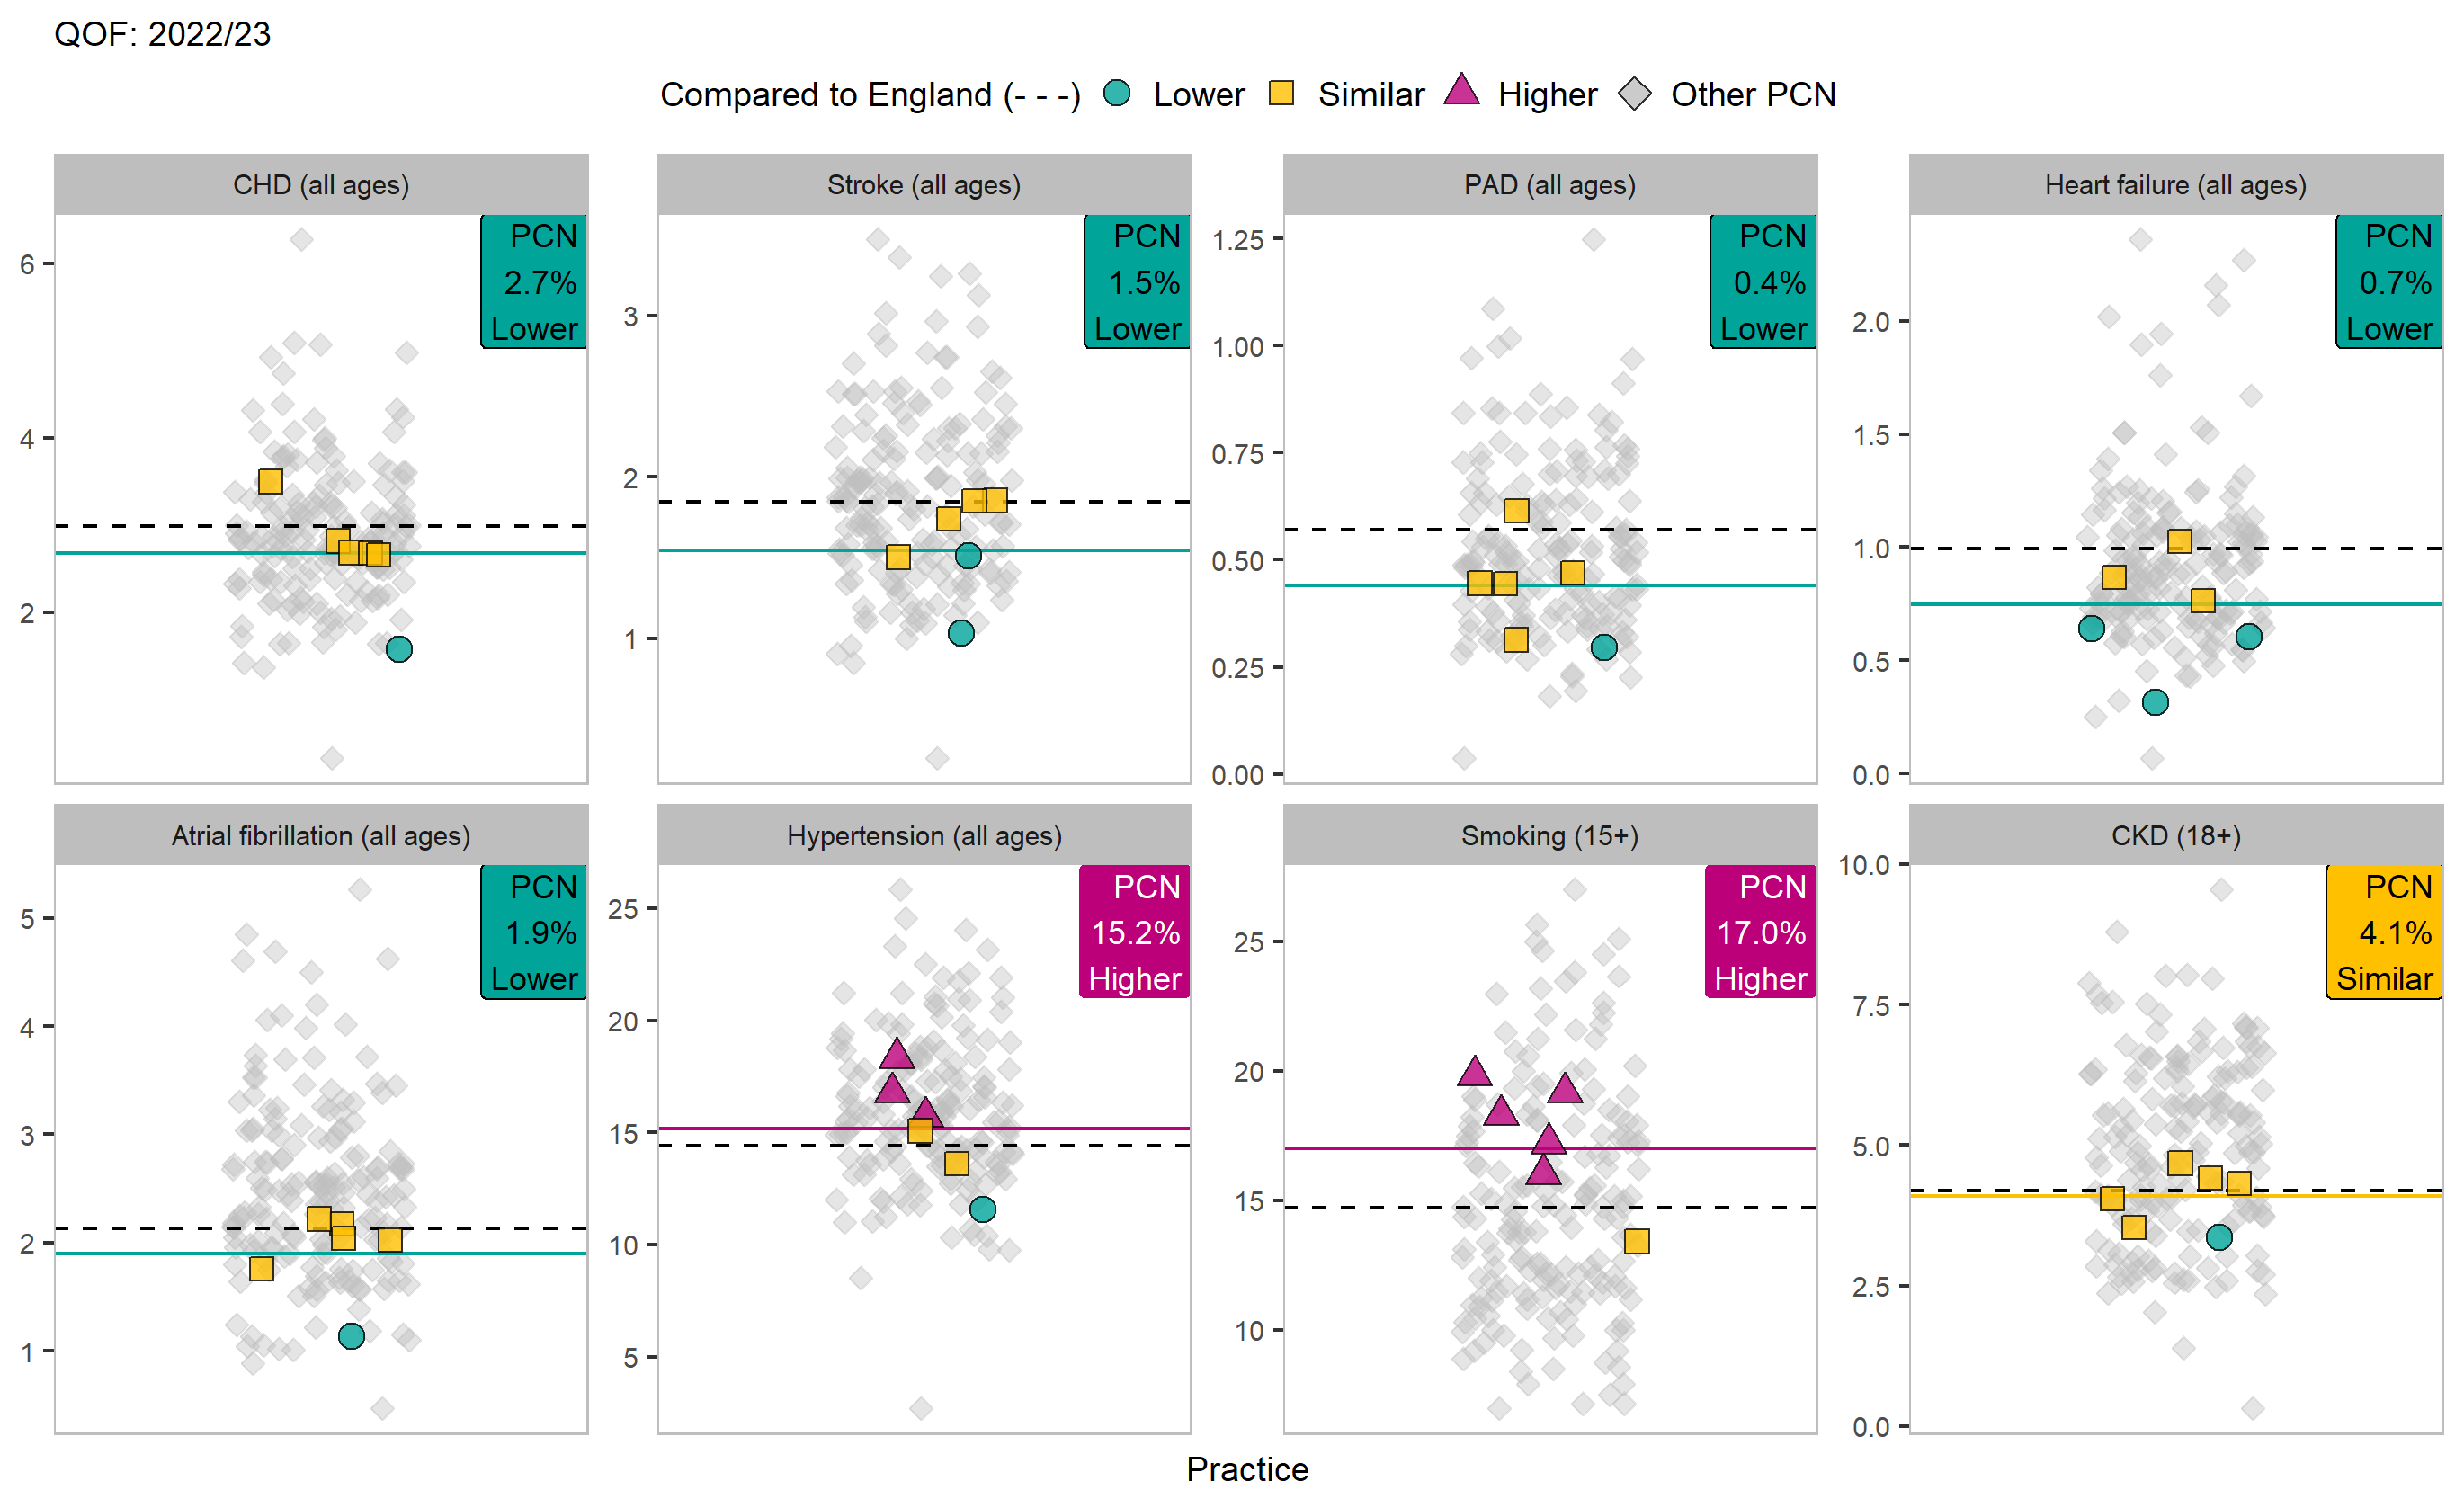 QOF: 2022/23
Compared to England (- - -) Lower Similar Higher Other PCN
CHD (all ages)
PCN
2.7%
Lower
6
4
2
Stroke (all ages)
PCN
1.5%
Lower
3
2
1
PAD (all ages)
PCN
0.4%
Lower
1.25
1.00
0.75
0.50
0.25
0.00
Heart failure (all ages)
PCN
0.7%
Lower
2.0
1.5
1.0
0.5
0.0
Atrial fibrillation (all ages)
PCN
1.9%
Lower
5
4
3
2
1
Hypertension (all ages)
PCN
15.2%
Higher
25
20
15
10
5
Smoking (15+)
PCN
17.0%
Higher
25
20
15
10
CKD (18+)
PCN
4.1%
Similar
10.0
7.5
5.0
2.5
0.0
Practice